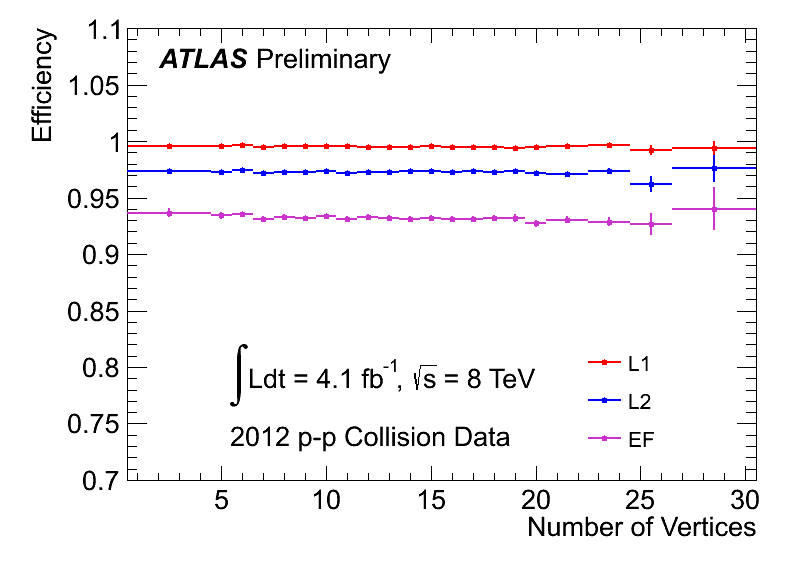 ATLAS Preliminary
Efficiency
1.1
1.05
1
0.95
0.9
0.85
0.8
0.75
0.7
∫Ldt = 4.1 fb⁻¹, √s = 8 TeV
2012 p-p Collision Data
L1
L2
EF
5 10 15 20 25 30
Number of Vertices